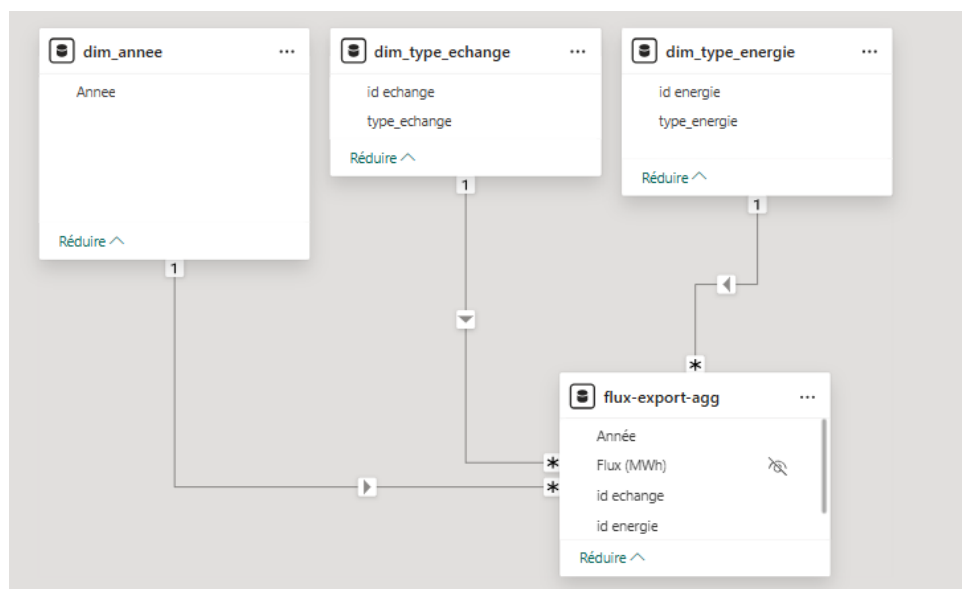 dim_annee
...
Annee
Réduire
1
dim_type_echange
...
id echange
type_echange
Réduire
1
dim_type_energie
...
id energie
type_energie
Réduire
1
*
flux-export-agg
...
Année
Flux (MWh)
*
id echange
*
id energie
Réduire